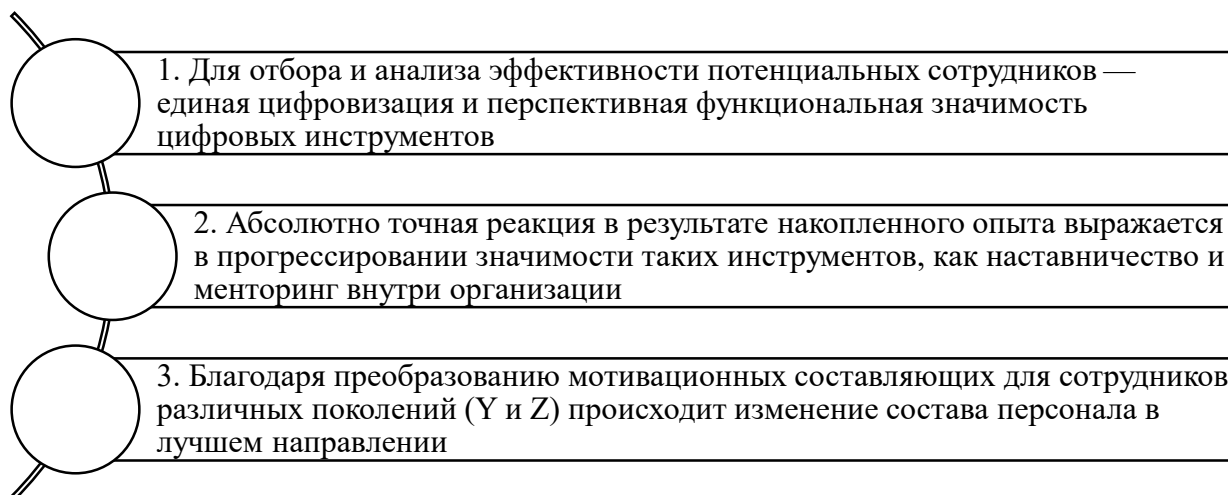 1. Для отбора и анализа эффективности потенциальных сотрудников —
единая цифровизация и перспективная функциональная значимость
цифровых инструментов
2. Абсолютно точная реакция в результате накопленного опыта выражается
в прогрессировании значимости таких инструментов, как наставничество и
менторинг внутри организации
3. Благодаря преобразованию мотивационных составляющих для сотрудников
различных поколений (Y и Z) происходит изменение состава персонала в
лучшем направлении